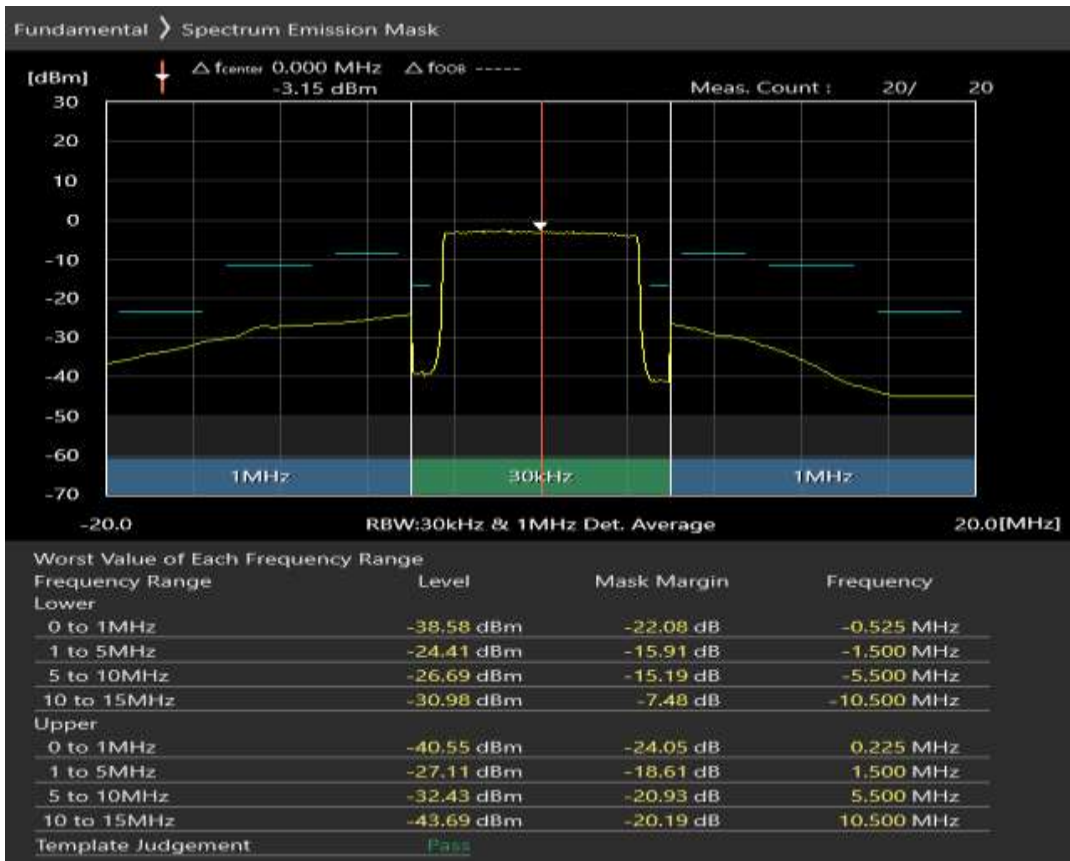 Fundamental ❯ Spectrum Emission Mask
△ fcenter 0.000 MHz △ fOOB -----
[dBm]
-3.15 dBm Meas. Count : 20/ 20
30
20
10
0
-10
-20
-30
-40
-50
-60
1MHz 30kHz 1MHz
-70
-20.0 RBW:30kHz & 1MHz Det. Average 20.0[MHz]
Worst Value of Each Frequency Range
Frequency Range Level Mask Margin Frequency
Lower
0 to 1MHz -38.58 dBm -22.08 dB -0.525 MHz
1 to 5MHz -24.41 dBm -15.91 dB -1.500 MHz
5 to 10MHz -26.69 dBm -15.19 dB -5.500 MHz
10 to 15MHz -30.98 dBm -7.48 dB -10.500 MHz
Upper
0 to 1MHz -40.55 dBm -24.05 dB 0.225 MHz
1 to 5MHz -27.11 dBm -18.61 dB 1.500 MHz
5 to 10MHz -32.43 dBm -20.93 dB 5.500 MHz
10 to 15MHz -43.69 dBm -20.19 dB 10.500 MHz
Template Judgement Pass